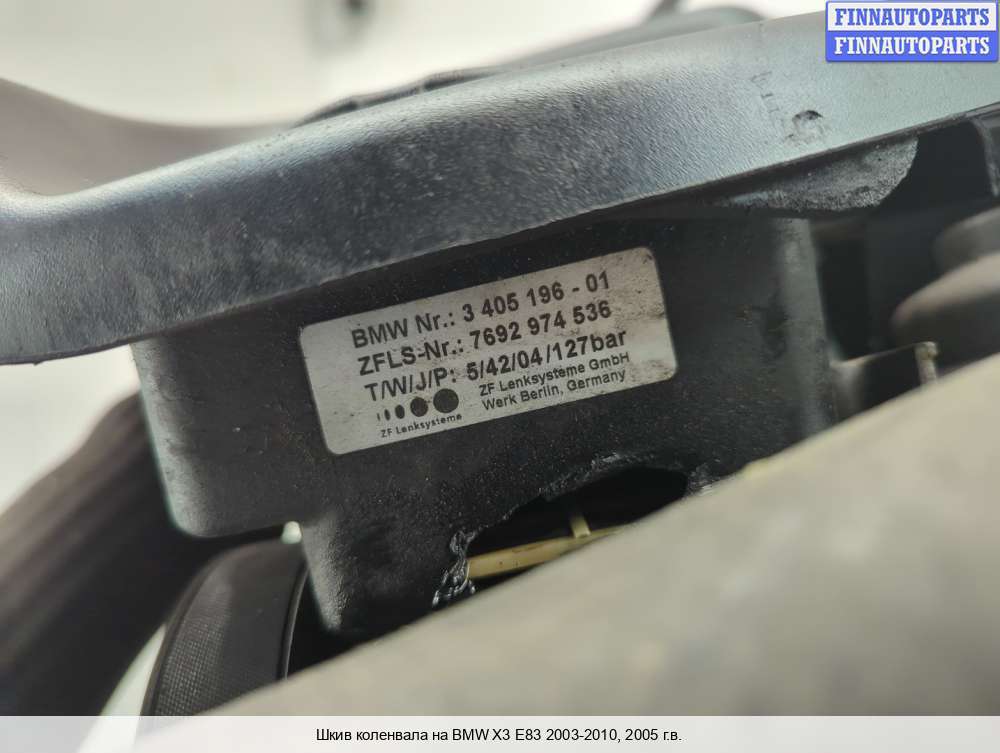 FINNAUTOPARTS
FINNAUTOPARTS
BMW Nr.: 3 405 196 - 01
ZFLS-Nr.: 7692 974 536
T/W/J/P: 5/42/04/127bar
ZF Lenksysteme GmbH
Werk Berlin, Germany
ZF Lenksysteme
Шкив коленвала на BMW X3 E83 2003-2010, 2005 г.в.